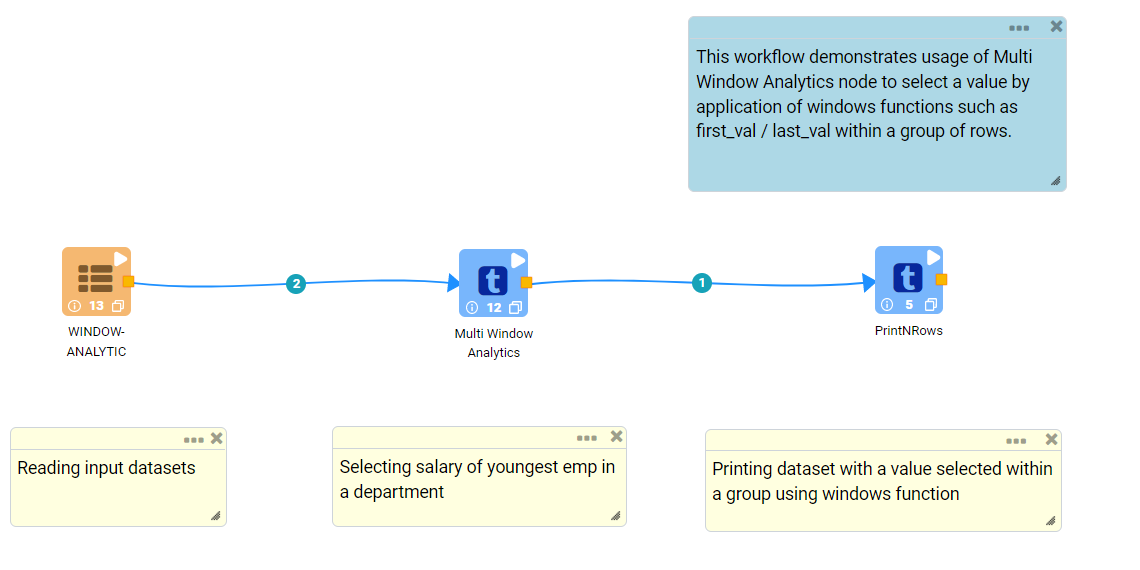 This workflow demonstrates usage of Multi
Window Analytics node to select a value by
application of windows functions such as
first_val / last_val within a group of rows.
2
1
t
t
13
12
5
WINDOW-
ANALYTIC
Multi Window
Analytics
PrintNRows
Reading input datasets
Selecting salary of youngest emp in
a department
Printing dataset with a value selected within
a group using windows function